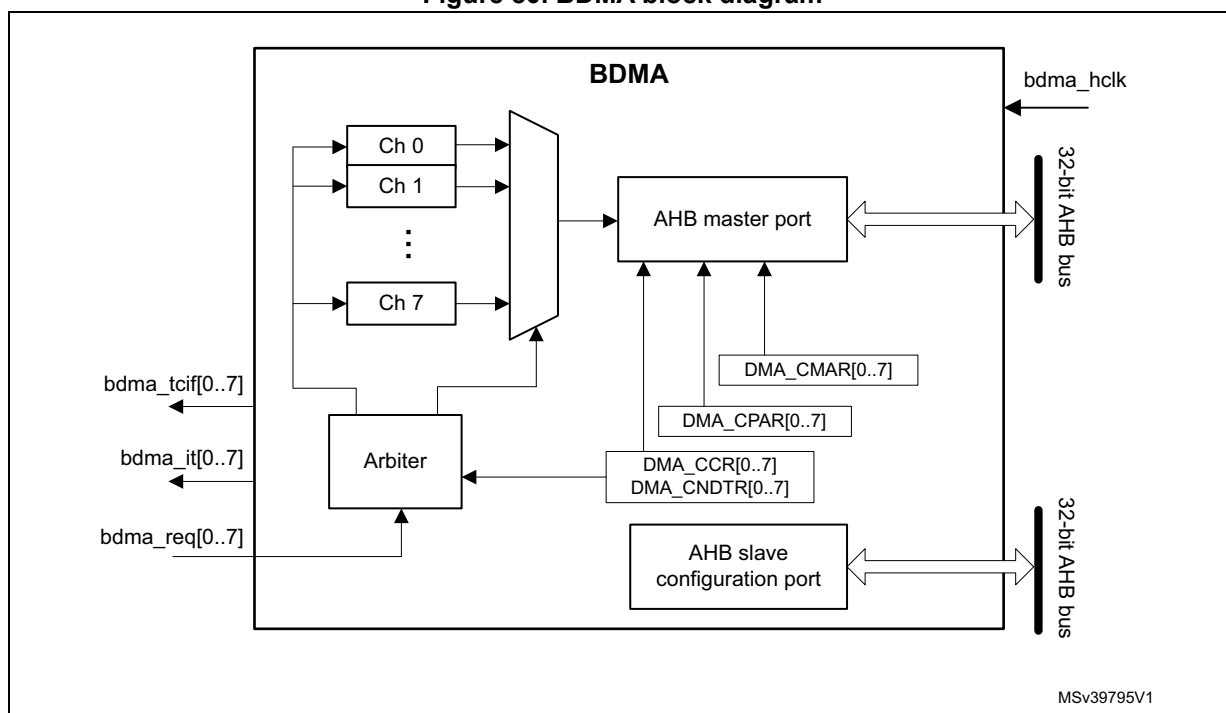 Figure 80. BDMA block diagram
BDMA
bdma_hclk
Ch 0
Ch 1
Ch 7
AHB master port
32-bit AHB bus
DMA_CMAR[0..7]
DMA_CPAR[0..7]
DMA_CCR[0..7]
DMA_CNDTR[0..7]
bdma_tcif[0..7]
bdma_it[0..7]
bdma_req[0..7]
Arbiter
AHB slave
configuration port
32-bit AHB bus
MSv39795V1